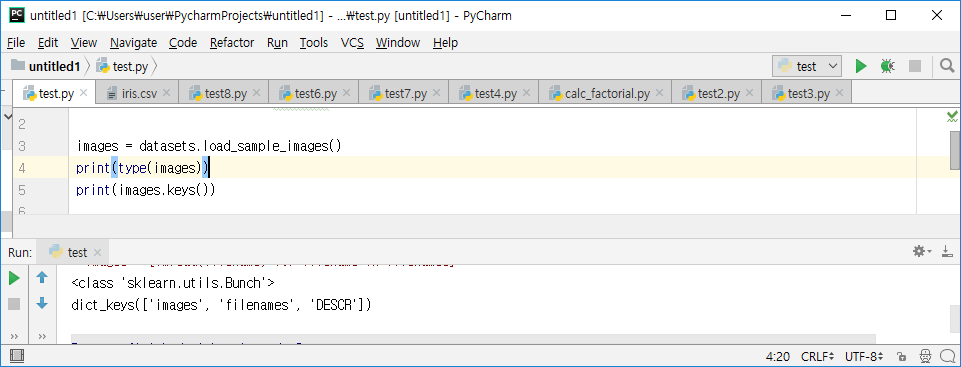 PC untitled1 [C:₩Users₩user₩PycharmProjects₩untitled1] - ...₩test.py [untitled1] - PyCharm
File Edit View Navigate Code Refactor Run Tools VCS Window Help
untitled1 test.py test
test.py iris.csv test8.py test6.py test7.py test4.py calc_factorial.py test2.py test3.py
2
3 images = datasets.load_sample_images()
4 print(type(images))
5 print(images.keys())
6
Run: test
<class 'sklearn.utils.Bunch'>
dict_keys(['images', 'filenames', 'DESCR'])
4:20 CRLF UTF-8